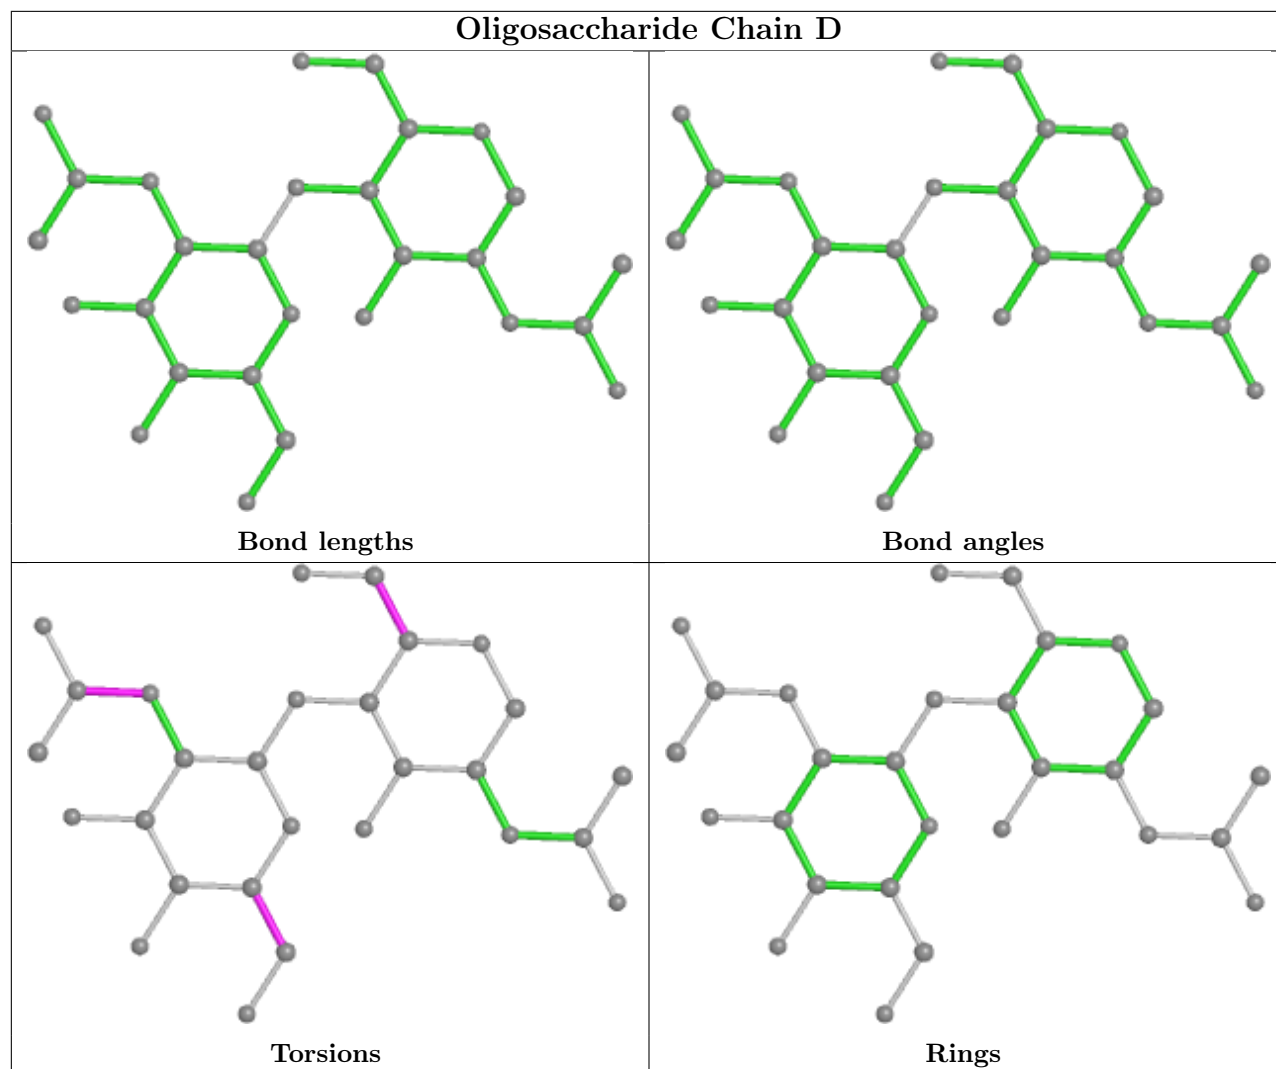 Oligosaccharide Chain D
Bond lengths
Bond angles
Torsions
Rings